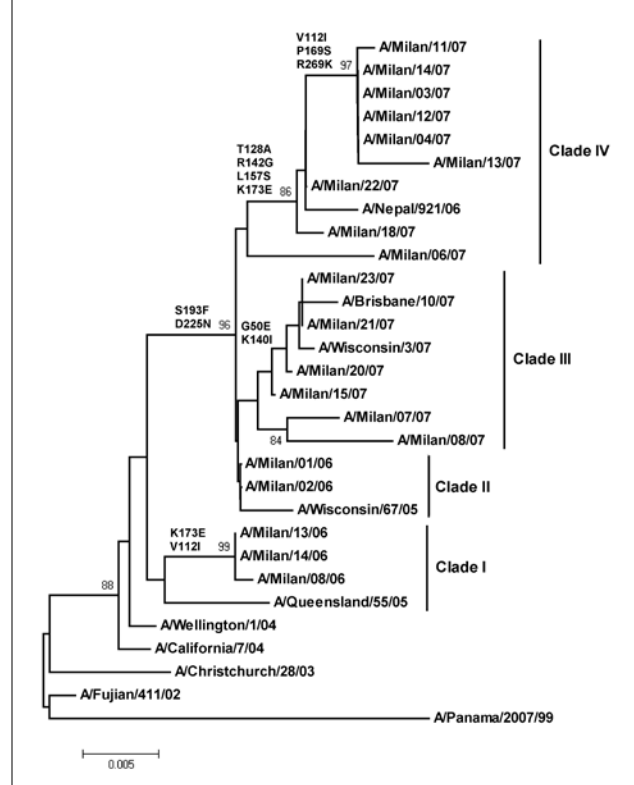 V112I
P169S
R269K
97
A/Milan/11/07
A/Milan/14/07
A/Milan/03/07
A/Milan/12/07
A/Milan/04/07
A/Milan/13/07
Clade IV
T128A
R142G
L157S
K173E
86
A/Milan/22/07
A/Nepal/921/06
A/Milan/18/07
A/Milan/06/07
S193F
D225N
96
G50E
K140I
A/Milan/23/07
A/Brisbane/10/07
A/Milan/21/07
A/Wisconsin/3/07
A/Milan/20/07
A/Milan/15/07
A/Milan/07/07
84
A/Milan/08/07
Clade III
A/Milan/01/06
A/Milan/02/06
A/Wisconsin/67/05
Clade II
K173E
V112I
99
A/Milan/13/06
A/Milan/14/06
A/Milan/08/06
A/Queensland/55/05
Clade I
88
A/Wellington/1/04
A/California/7/04
A/Christchurch/28/03
A/Fujian/411/02
A/Panama/2007/99
0.005